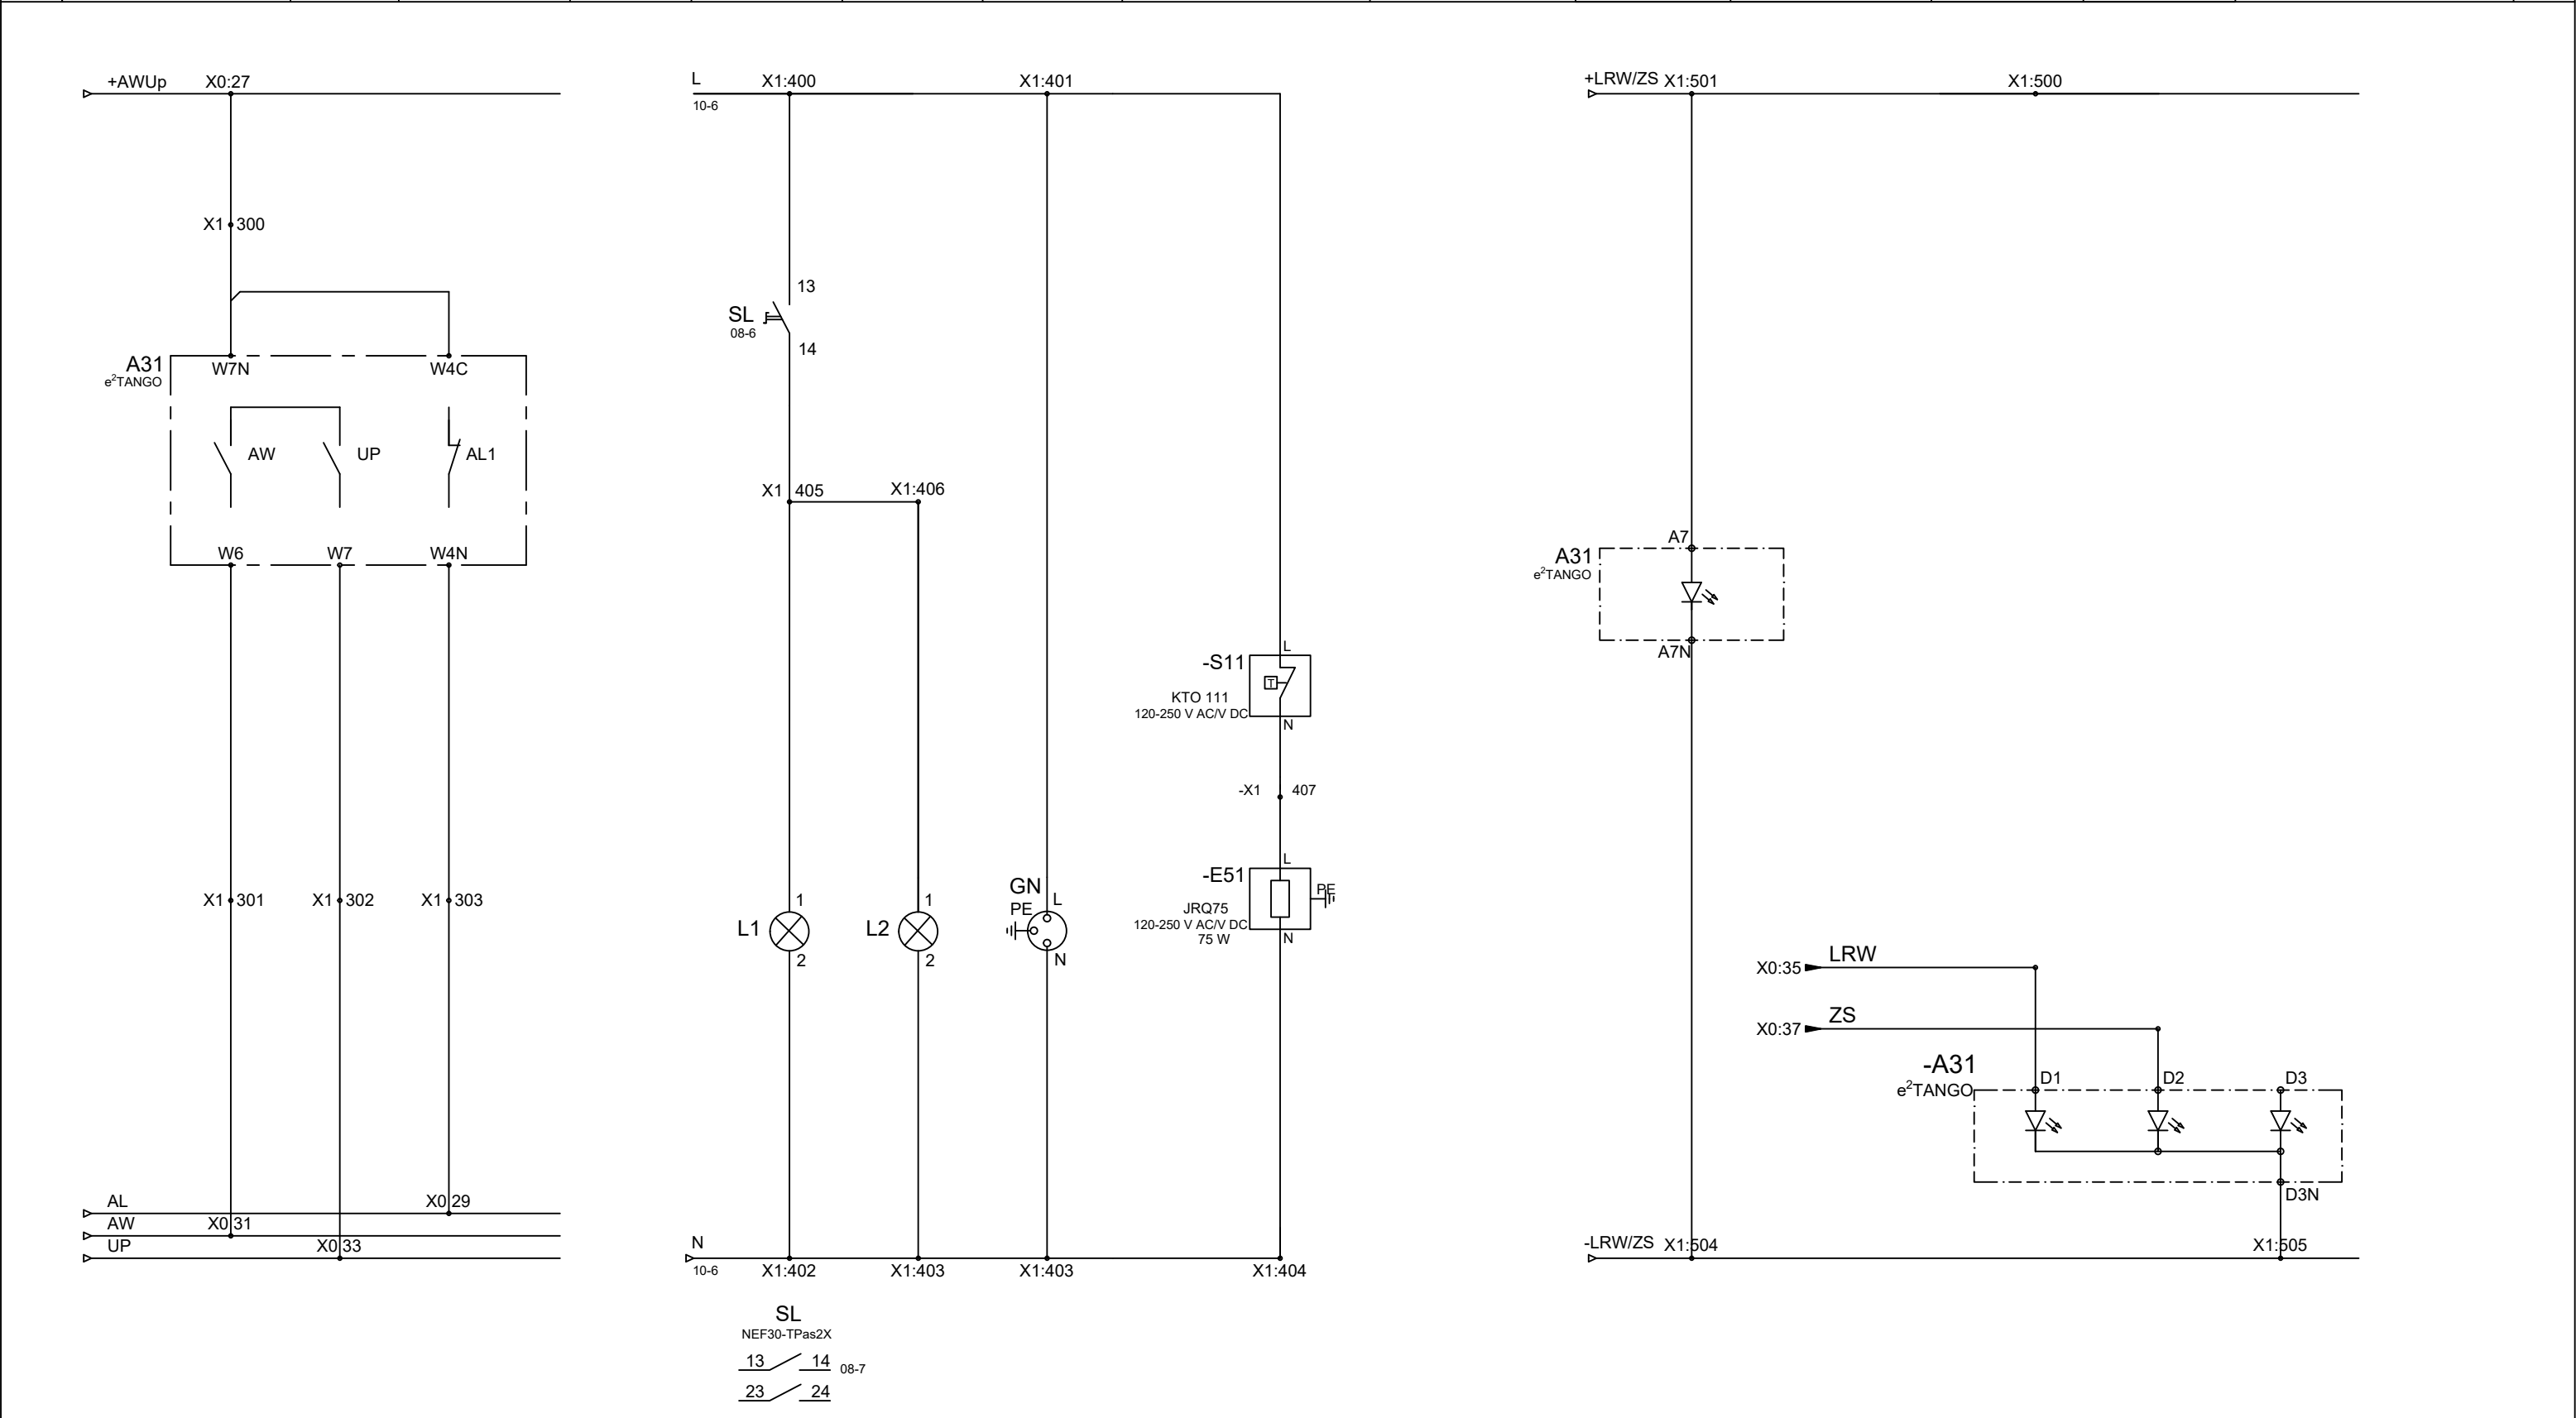 +AWUp X0:27
X1 300
A31
e²TANGO
W7N W4C
AW UP AL1
W6 W7 W4N
X1 301 X1 302 X1 303
AL X0:29
AW X0:31
UP X0:33
L X1:400 X1:401
10-6
13
SL
08-6
14
X1 405 X1:406
L
-S11
T
KTO 111
120-250 V AC/V DC
N
-X1 407
L
-E51
PE
JRQ75
120-250 V AC/V DC
75 W
N
1 1
L1 L2
2 2
GN
L
PE
N
N
10-6 X1:402 X1:403 X1:403 X1:404
SL
NEF30-TPas2X
13 14 08-7
23 24
+LRW/ZS X1:501 X1:500
A7
A31
e²TANGO
A7N
LRW
X0:35
ZS
X0:37
-A31
e²TANGO
D1 D2 D3
D3N
-LRW/ZS X1:504 X1:505